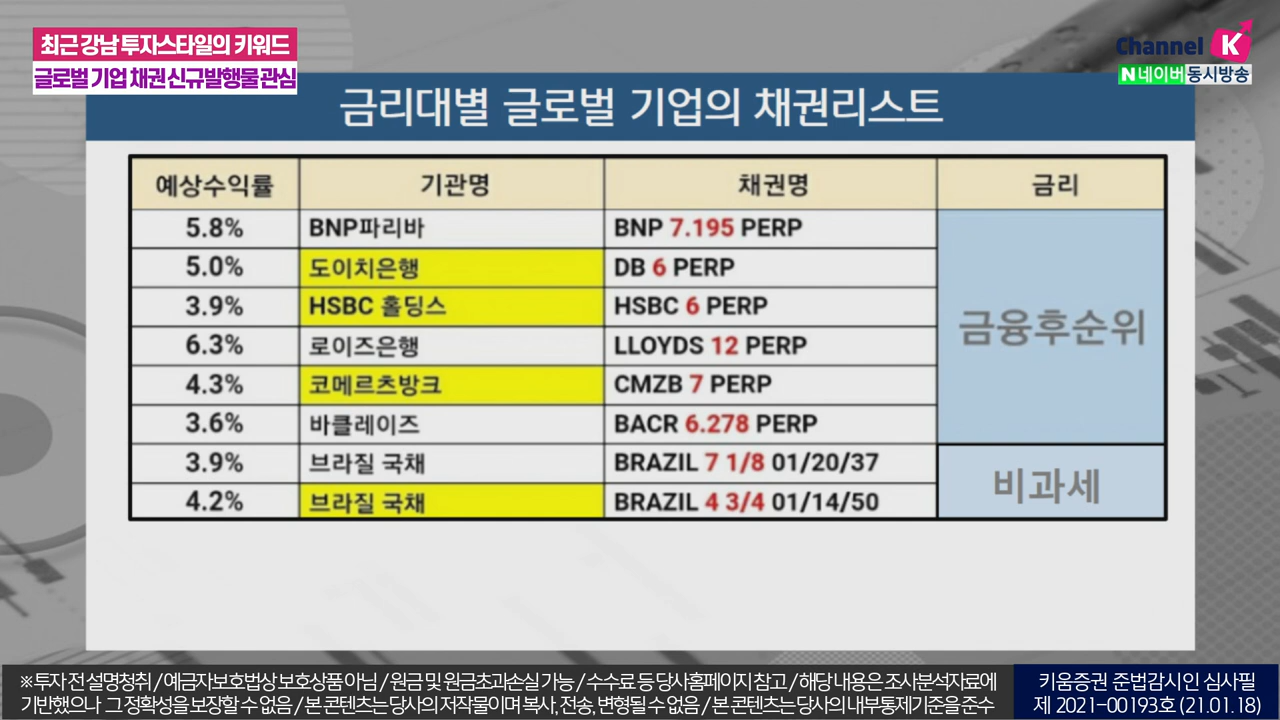 최근 강남 투자스타일의 키워드
글로벌 기업 채권 신규발행물 관심
Channel K
N 네이버 동시방송
금리대별 글로벌 기업의 채권리스트
예상수익률 기관명 채권명 금리
5.8% BNP파리바 BNP 7.195 PERP
5.0% 도이치은행 DB 6 PERP
3.9% HSBC 홀딩스 HSBC 6 PERP
금융후순위
6.3% 로이즈은행 LLOYDS 12 PERP
4.3% 코메르츠방크 CMZB 7 PERP
3.6% 바클레이즈 BACR 6.278 PERP
3.9% 브라질 국채 BRAZIL 7 1/8 01/20/37
비과세
4.2% 브라질 국채 BRAZIL 4 3/4 01/14/50
※ 투자 전 설명청취 / 예금자보호법상 보호상품 아님 / 원금 및 원금초과손실 가능 / 수수료 등 당사홈페이지 참고 / 해당 내용은 조사분석자료에
기반했으나 그 정확성을 보장할 수 없음 / 본 콘텐츠는 당사의 저작물이며 복사, 전송, 변형될 수 없음 / 본 콘텐츠는 당사의 내부통제기준을 준수
키움증권 준법감시인 심사필
제 2021-00193호 (21.01.18)